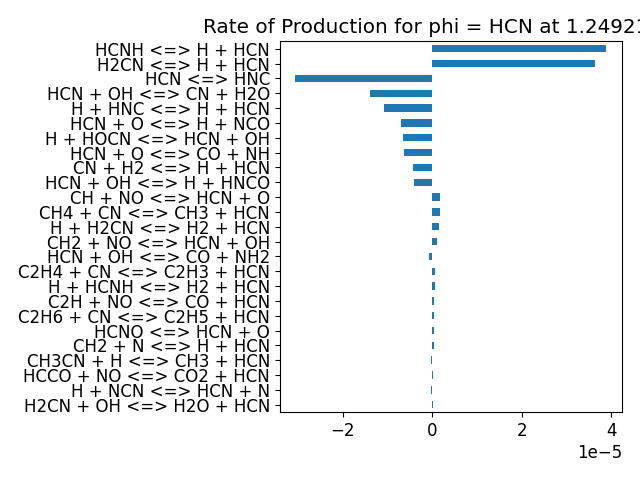 Rate of Production for phi = HCN at 1.24921
HCNH <=> H + HCN
H2CN <=> H + HCN
HCN <=> HNC
HCN + OH <=> CN + H2O
H + HNC <=> H + HCN
HCN + O <=> H + NCO
H + HOCN <=> HCN + OH
HCN + O <=> CO + NH
CN + H2 <=> H + HCN
HCN + OH <=> H + HNCO
CH + NO <=> HCN + O
CH4 + CN <=> CH3 + HCN
H + H2CN <=> H2 + HCN
CH2 + NO <=> HCN + OH
HCN + OH <=> CO + NH2
C2H4 + CN <=> C2H3 + HCN
H + HCNH <=> H2 + HCN
C2H + NO <=> CO + HCN
C2H6 + CN <=> C2H5 + HCN
HCNO <=> HCN + O
CH2 + N <=> H + HCN
CH3CN + H <=> CH3 + HCN
HCCO + NO <=> CO2 + HCN
H + NCN <=> HCN + N
H2CN + OH <=> H2O + HCN
−2 0 2 4
1e−5